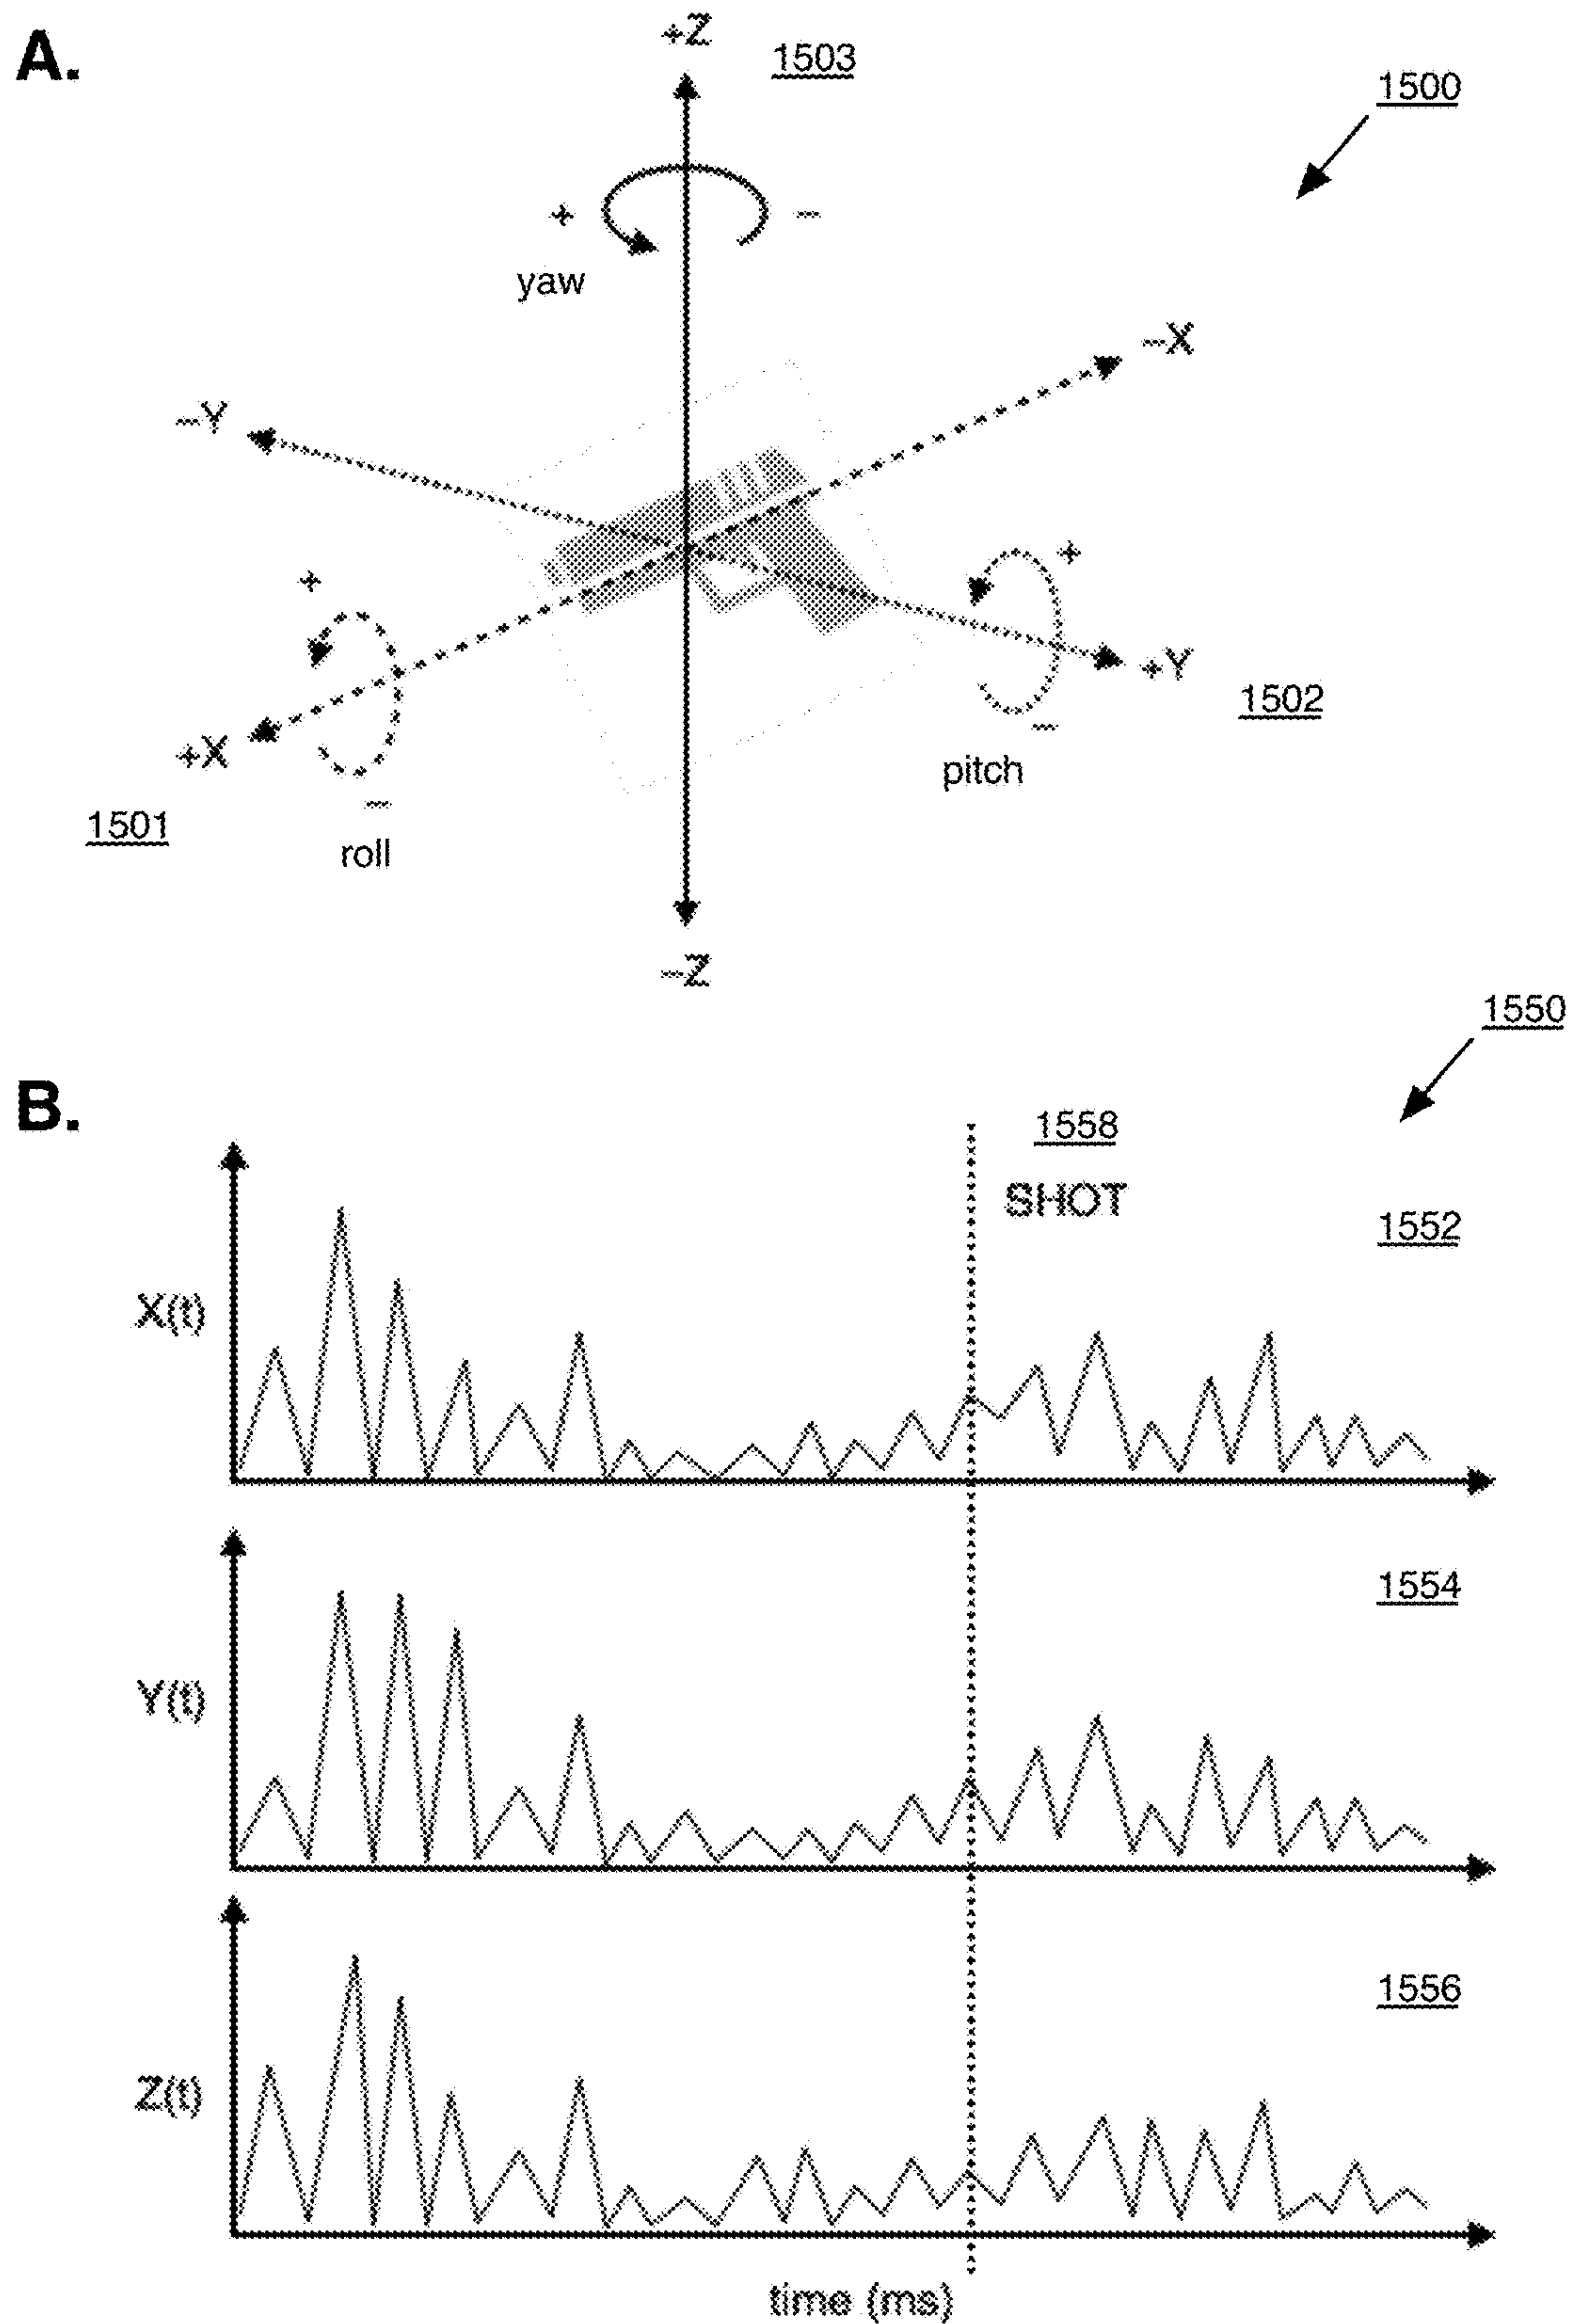 A.
+Z
1503
1500
+ −
yaw
−X
−Y
+
+
+Y
1502
−
pitch
+X
1501
−
roll
−Z
1550
B.
1558
SHOT
1552
X(t)
1554
Y(t)
1556
Z(t)
time (ms)